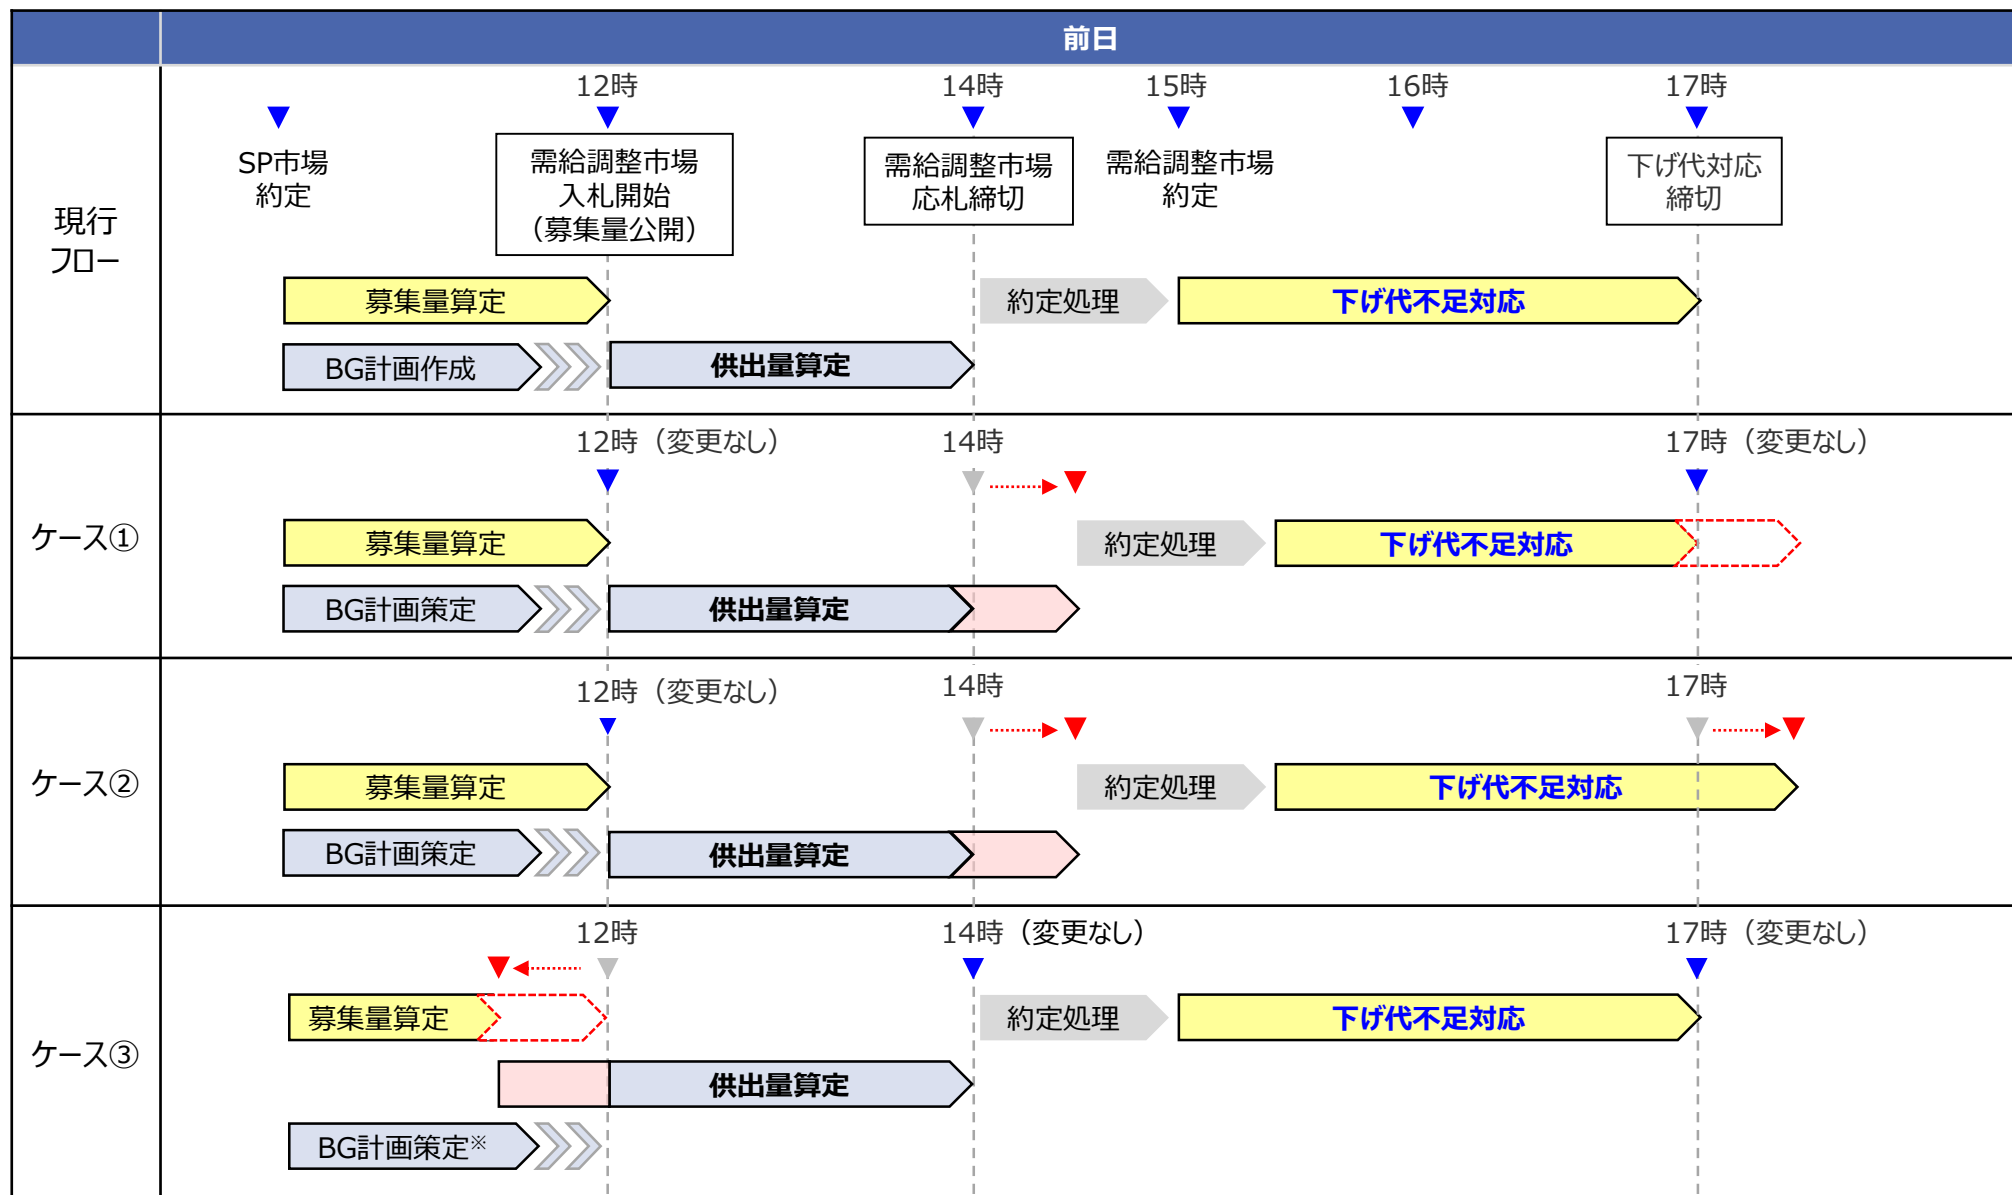 前日
現行
フロー
12時
14時
15時
16時
17時
SP市場
約定
需給調整市場
入札開始
（募集量公開）
需給調整市場
応札締切
需給調整市場
約定
下げ代対応
締切
募集量算定
約定処理
下げ代不足対応
BG計画作成
供出量算定
ケース①
12時（変更なし）
14時
17時（変更なし）
募集量算定
約定処理
下げ代不足対応
BG計画策定
供出量算定
ケース②
12時（変更なし）
14時
17時
募集量算定
約定処理
下げ代不足対応
BG計画策定
供出量算定
ケース③
12時
14時（変更なし）
17時（変更なし）
募集量算定
約定処理
下げ代不足対応
供出量算定
BG計画策定※